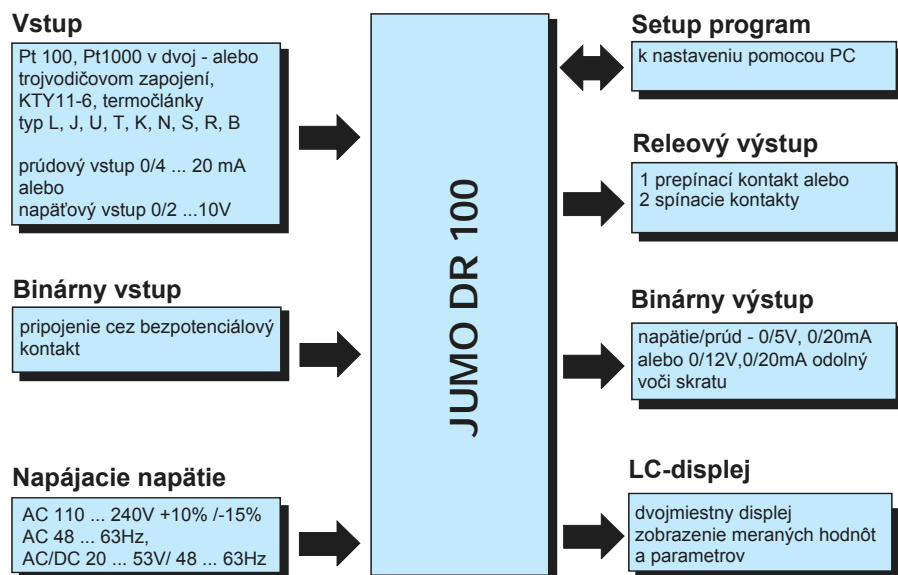 Vstup
Pt 100, Pt1000 v dvoj - alebo
trojvodičovom zapojení,
KTY11-6, termočlánky
typ L, J, U, T, K, N, S, R, B
prúdový vstup 0/4 ... 20 mA
alebo
napäťový vstup 0/2 ...10V
Binárny vstup
pripojenie cez bezpotenciálový
kontakt
Napájacie napätie
AC 110 ... 240V +10% /-15%
AC 48 ... 63Hz,
AC/DC 20 ... 53V/ 48 ... 63Hz
JUMO DR 100
Setup program
k nastaveniu pomocou PC
Releový výstup
1 prepínací kontakt alebo
2 spínacie kontakty
Binárny výstup
napätie/prúd - 0/5V, 0/20mA
alebo 0/12V,0/20mA odolný
voči skratu
LC-displej
dvojmiestny displej
zobrazenie meraných hodnôt
a parametrov